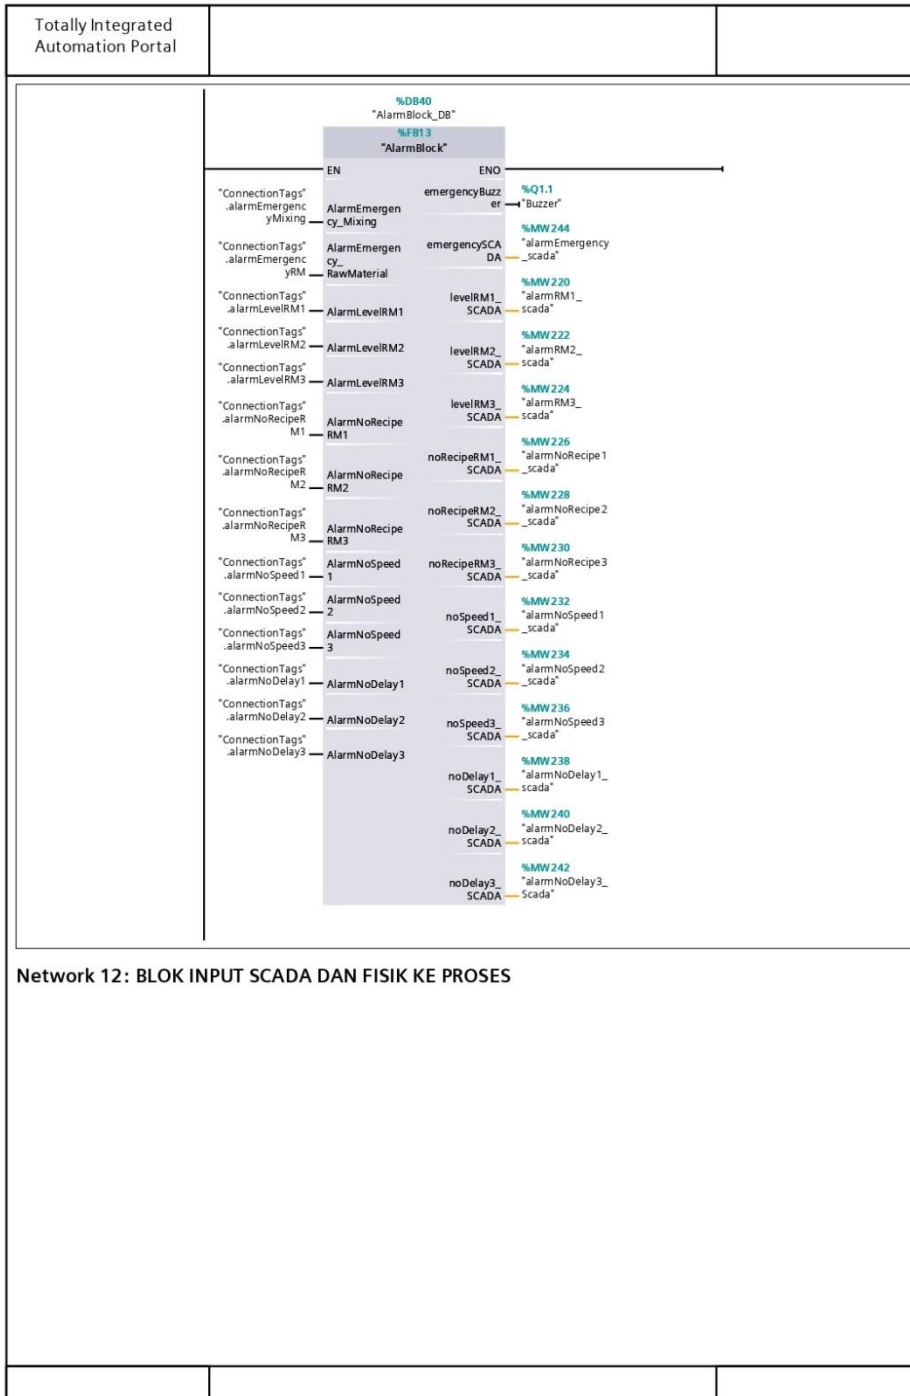 Totally Integrated
Automation Portal
%DB40
"AlarmBlock_DB"
%FB13
"AlarmBlock"
EN
ENO
"ConnectionTags"
.alarmEmergenc
yMixing
AlarmEmergen
cy_Mixing
"ConnectionTags"
.alarmEmergenc
yRM
AlarmEmergen
cy_
RawMaterial
"ConnectionTags"
.alarmLevelRM1
AlarmLevelRM1
"ConnectionTags"
.alarmLevelRM2
AlarmLevelRM2
"ConnectionTags"
.alarmLevelRM3
AlarmLevelRM3
"ConnectionTags"
.alarmNoRecipeR
M1
AlarmNoRecipe
RM1
"ConnectionTags"
.alarmNoRecipeR
M2
AlarmNoRecipe
RM2
"ConnectionTags"
.alarmNoRecipeR
M3
AlarmNoRecipe
RM3
"ConnectionTags"
.alarmNoSpeed1
AlarmNoSpeed
1
"ConnectionTags"
.alarmNoSpeed2
AlarmNoSpeed
2
"ConnectionTags"
.alarmNoSpeed3
AlarmNoSpeed
3
"ConnectionTags"
.alarmNoDelay1
AlarmNoDelay1
"ConnectionTags"
.alarmNoDelay2
AlarmNoDelay2
"ConnectionTags"
.alarmNoDelay3
AlarmNoDelay3
emergencyBuzz
er
%Q1.1
"Buzzer"
emergencySCA
DA
%MW244
"alarmEmergency
_scada"
levelRM1_
SCADA
%MW220
"alarmRM1_
scada"
levelRM2_
SCADA
%MW222
"alarmRM2_
scada"
levelRM3_
SCADA
%MW224
"alarmRM3_
scada"
noRecipeRM1_
SCADA
%MW226
"alarmNoRecipe1
_scada"
noRecipeRM2_
SCADA
%MW228
"alarmNoRecipe2
_scada"
noRecipeRM3_
SCADA
%MW230
"alarmNoRecipe3
_scada"
noSpeed1_
SCADA
%MW232
"alarmNoSpeed1
_scada"
noSpeed2_
SCADA
%MW234
"alarmNoSpeed2
_scada"
noSpeed3_
SCADA
%MW236
"alarmNoSpeed3
_scada"
noDelay1_
SCADA
%MW238
"alarmNoDelay1_
scada"
noDelay2_
SCADA
%MW240
"alarmNoDelay2_
scada"
noDelay3_
SCADA
%MW242
"alarmNoDelay3_
Scada"
Network 12: BLOK INPUT SCADA DAN FISIK KE PROSES